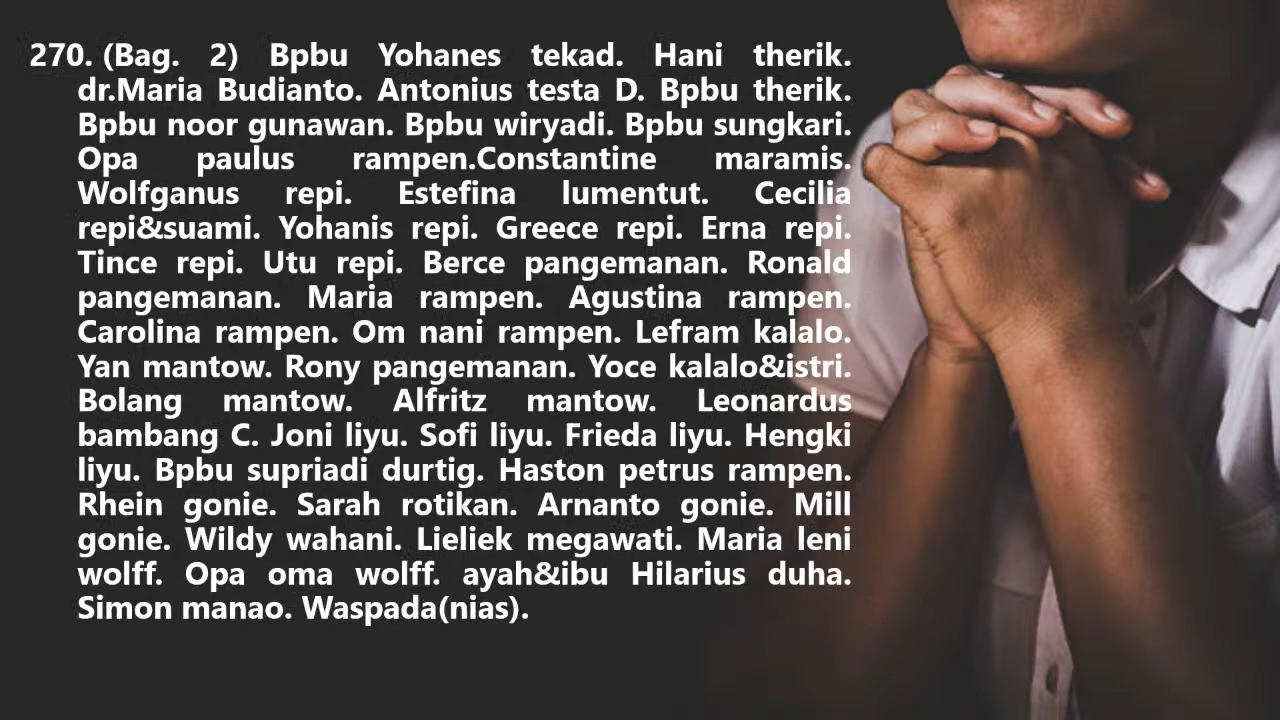 270. (Bag. 2) Bpbu Yohanes tekad. Hani therik.
dr.Maria Budianto. Antonius testa D. Bpbu therik.
Bpbu noor gunawan. Bpbu wiryadi. Bpbu sungkari.
Opa paulus rampen.Constantine maramis.
Wolfganus repi. Estefina lumentut. Cecilia
repi&suami. Yohanis repi. Greece repi. Erna repi.
Tince repi. Utu repi. Berce pangemanan. Ronald
pangemanan. Maria rampen. Agustina rampen.
Carolina rampen. Om nani rampen. Lefram kalalo.
Yan mantow. Rony pangemanan. Yoce kalalo&istri.
Bolang mantow. Alfritz mantow. Leonardus
bambang C. Joni liyu. Sofi liyu. Frieda liyu. Hengki
liyu. Bpbu supriadi durtig. Haston petrus rampen.
Rhein gonie. Sarah rotikan. Arnanto gonie. Mill
gonie. Wildy wahani. Lieliek megawati. Maria leni
wolff. Opa oma wolff. ayah&ibu Hilarius duha.
Simon manao. Waspada(nias).